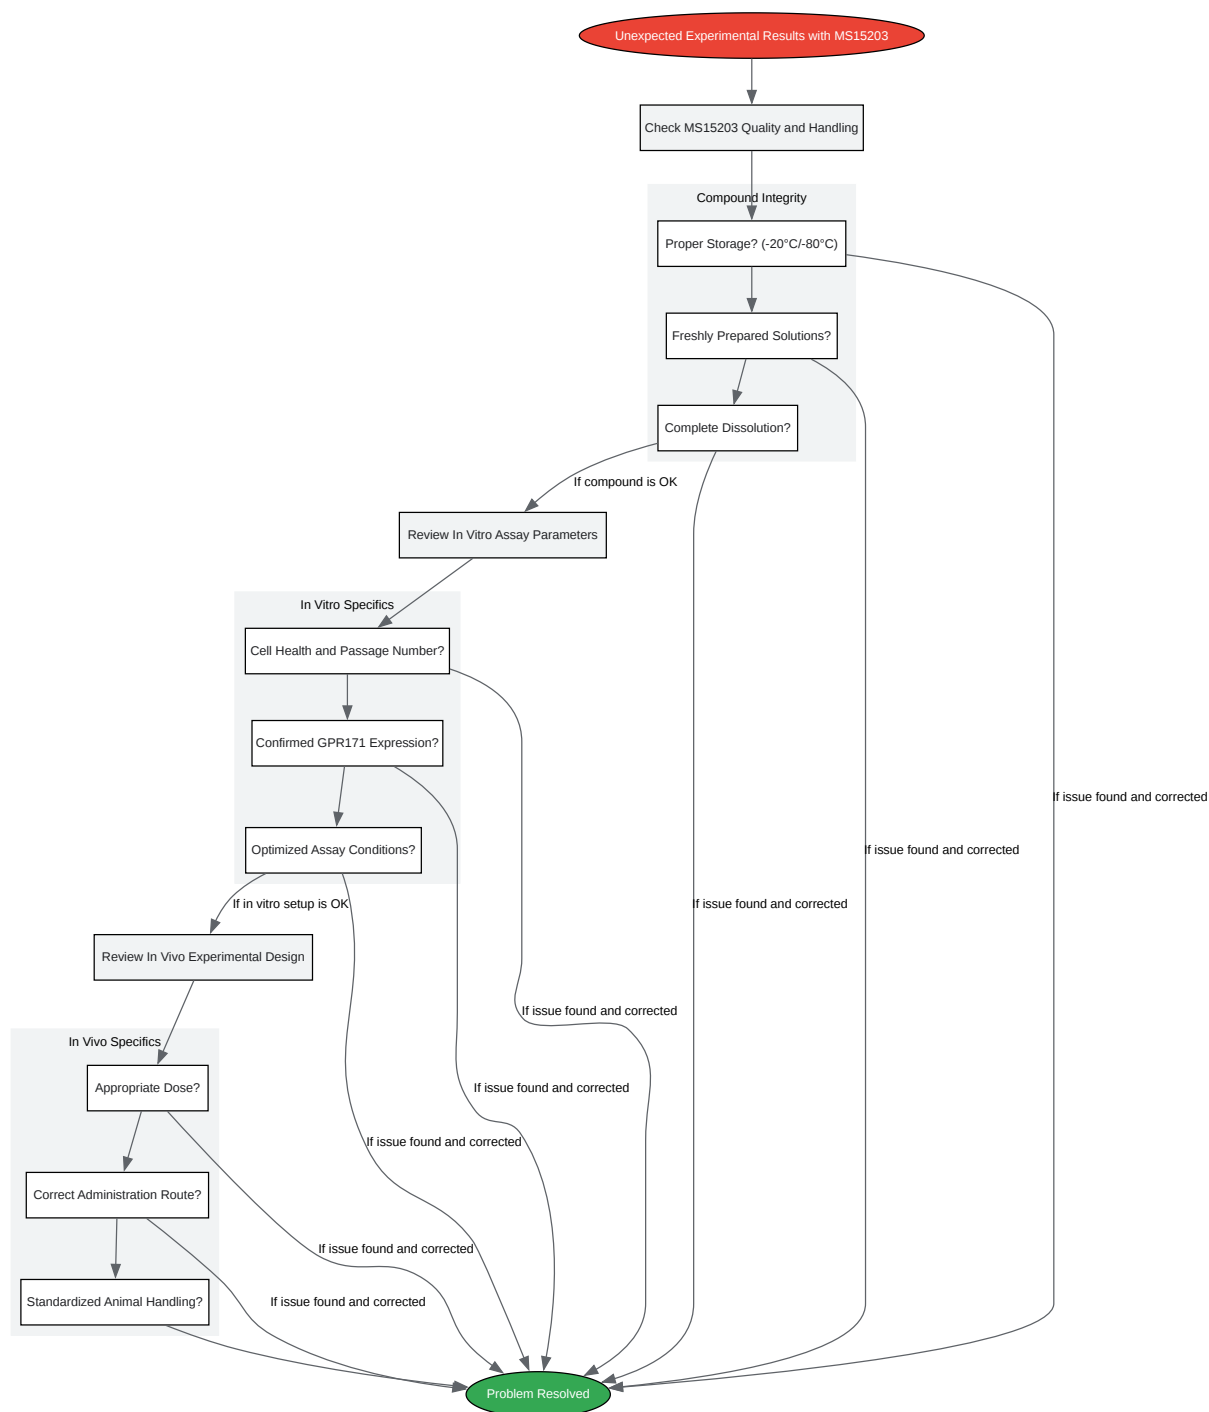 Unexpected Experimental Results with MS15203
Check MS15203 Quality and Handling
Compound Integrity
Proper Storage? (-20°C/-80°C)
Freshly Prepared Solutions?
Complete Dissolution?
If compound is OK
Review In Vitro Assay Parameters
In Vitro Specifics
Cell Health and Passage Number?
Confirmed GPR171 Expression?
If issue found and corrected
Optimized Assay Conditions?
If issue found and corrected
If in vitro setup is OK
If issue found and corrected
Review In Vivo Experimental Design
If issue found and corrected
In Vivo Specifics
Appropriate Dose?
If issue found and corrected
If issue found and corrected
Correct Administration Route?
If issue found and corrected
Standardized Animal Handling?
If issue found and corrected
Problem Resolved